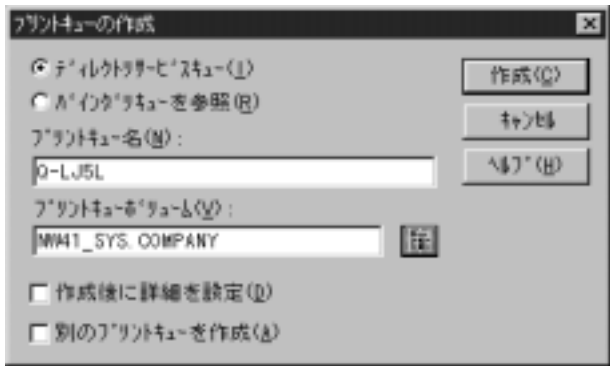 プリントキューの作成
ディレクトリサービスキュー(I)
バインダリキューを参照(R)
作成(C)
キャンセル
ヘルプ(H)
プリントキュー名(N):
Q-LJ5L
プリントキューボリューム(V):
NW41_SYS.COMPANY
作成後に詳細を設定(D)
別のプリントキューを作成(A)